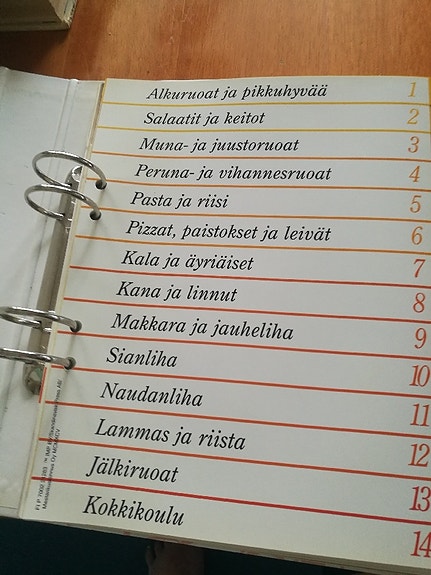 Alkuruoat ja pikkuhyvää 1
Salaatit ja keitot 2
Muna- ja juustoruoat 3
Peruna- ja vihannesruoat 4
Pasta ja riisi 5
Pizzat, paistokset ja leivät 6
Kala ja äyriäiset 7
Kana ja linnut 8
Makkara ja jauheliha 9
Sianliha 10
Naudanliha 11
Lammas ja riista 12
Jälkiruoat 13
Kokkikoulu 14